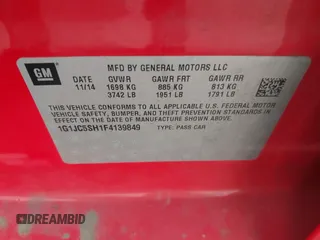 GM
MFD BY GENERAL MOTORS LLC
DATE GVWR GAWR FRT GAWR RR
11/14 1698 KG 885 KG 813 KG
3742 LB 1951 LB 1791 LB
THIS VEHICLE CONFORMS TO ALL APPLICABLE U.S. FEDERAL MOTOR
VEHICLE SAFETY, BUMPER, AND THEFT PREVENTION STANDARDS
IN EFFECT ON THE DATE OF MANUFACTURE SHOWN ABOVE.
1G1JC5SH1F4139849 TYPE: PASS CAR
AutoHelperBot.com